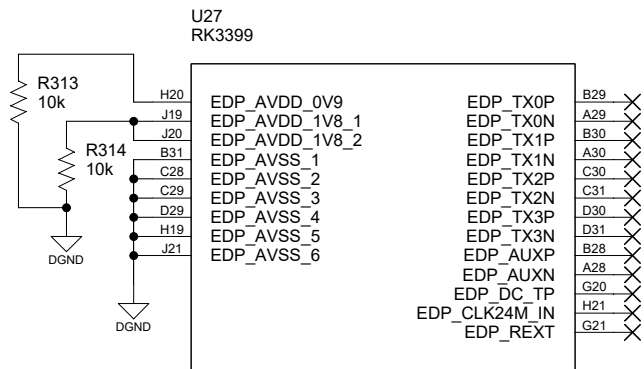 U27
RK3399
R313
10k
R314
10k
DGND
DGND
H20 EDP_AVDD_0V9
J19 EDP_AVDD_1V8_1
J20 EDP_AVDD_1V8_2
B31 EDP_AVSS_1
C28 EDP_AVSS_2
C29 EDP_AVSS_3
D29 EDP_AVSS_4
H19 EDP_AVSS_5
J21 EDP_AVSS_6
EDP_TX0P B29
EDP_TX0N A29
EDP_TX1P B30
EDP_TX1N A30
EDP_TX2P C30
EDP_TX2N C31
EDP_TX3P D30
EDP_TX3N D31
EDP_AUXP B28
EDP_AUXN A28
EDP_DC_TP G20
EDP_CLK24M_IN H21
EDP_REXT G21